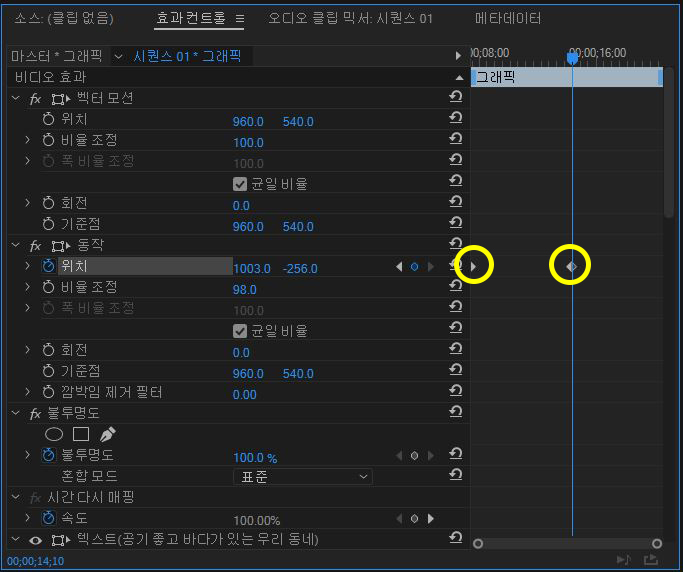 소스: (클립 없음) 효과 컨트롤 오디오 클립 믹서: 시퀀스 01 메타데이터
마스터 * 그래픽 시퀀스 01 * 그래픽 00;08;00 00;00;16;00
비디오 효과 그래픽
fx 벡터 모션
위치 960.0 540.0
비율 조정 100.0
폭 비율 조정 100.0
균일 비율
회전 0.0
기준점 960.0 540.0
fx 동작
위치 1003.0 -256.0
비율 조정 98.0
폭 비율 조정 100.0
균일 비율
회전 0.0
기준점 960.0 540.0
깜박임 제거 필터 0.00
fx 불투명도
불투명도 100.0 %
혼합 모드 표준
fx 시간 다시 매핑
속도 100.00%
텍스트(공기 좋고 바다가 있는 우리 동네)
00;00;14;10